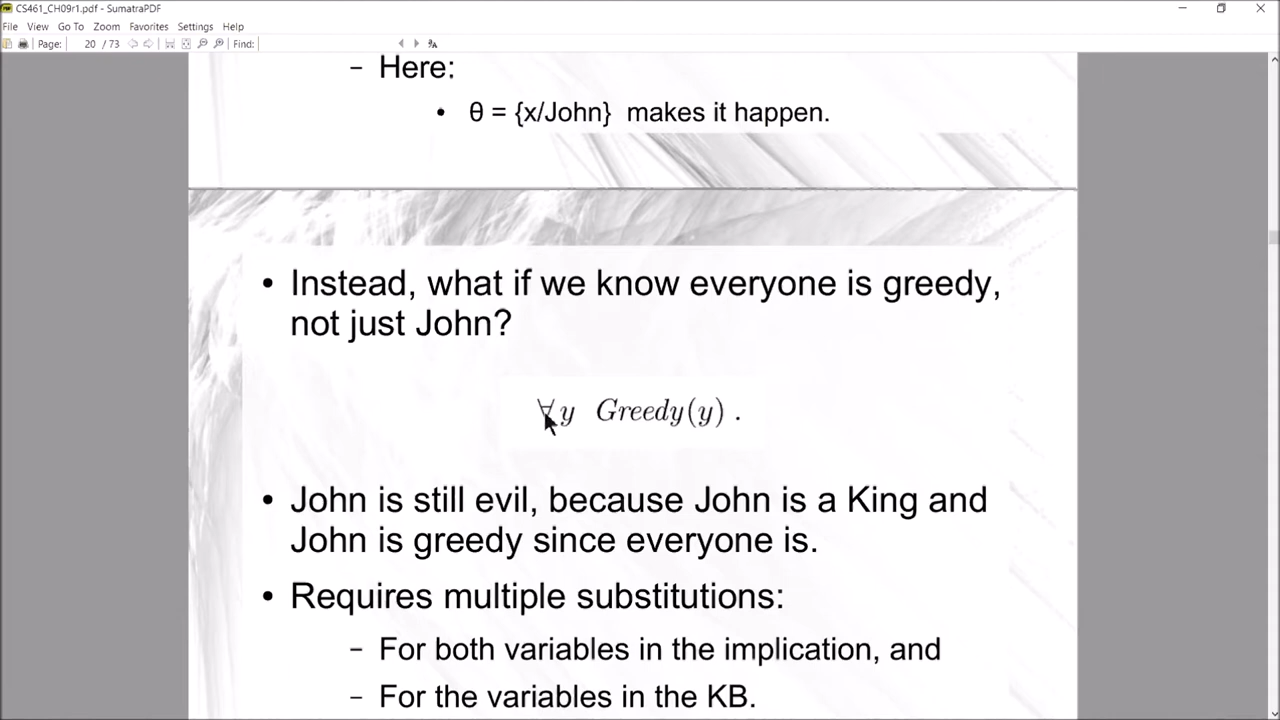 CS461_CH09r1.pdf - SumatraPDF
File View Go To Zoom Favorites Settings Help
Page: 20 / 73 Find:
– Here:
• θ = {x/John} makes it happen.
• Instead, what if we know everyone is greedy,
not just John?
∀ y Greedy(y) .
• John is still evil, because John is a King and
John is greedy since everyone is.
• Requires multiple substitutions:
– For both variables in the implication, and
– For the variables in the KB.